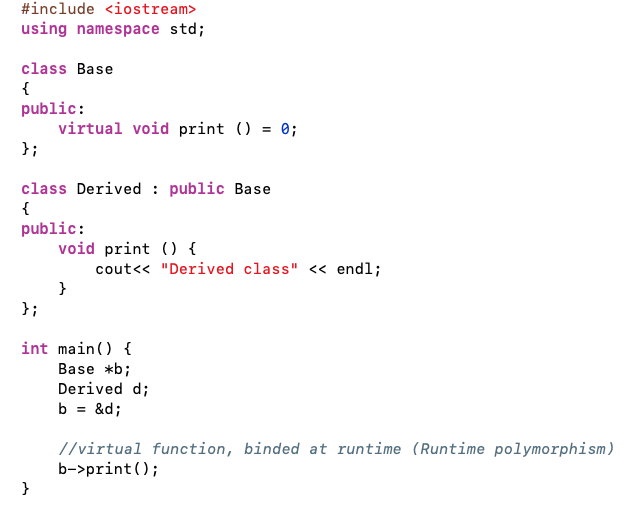 #include <iostream>
using namespace std;

class Base
{
public:
    virtual void print () = 0;
};

class Derived : public Base
{
public:
    void print () {
        cout<< "Derived class" << endl;
    }
};

int main() {
    Base *b;
    Derived d;
    b = &d;

    //virtual function, binded at runtime (Runtime polymorphism)
    b->print();
}